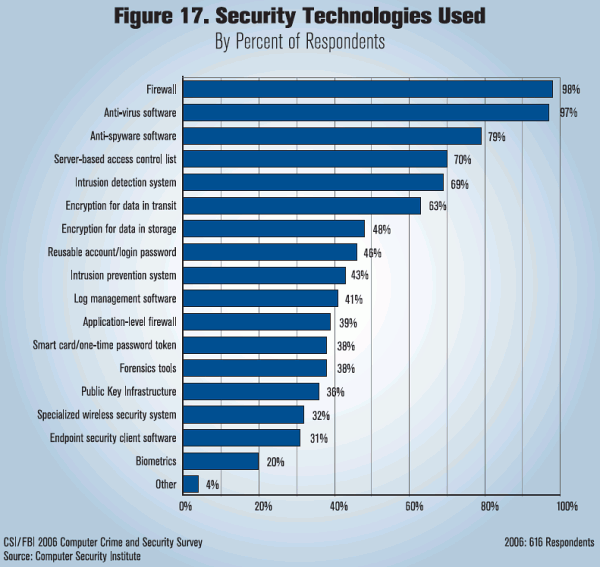 Figure 17. Security Technologies Used
By Percent of Respondents
Firewall 98%
Anti-virus software 97%
Anti-spyware software 79%
Server-based access control list 70%
Intrusion detection system 69%
Encryption for data in transit 63%
Encryption for data in storage 48%
Reusable account/login password 46%
Intrusion prevention system 43%
Log management software 41%
Application-level firewall 39%
Smart card/one-time password token 38%
Forensics tools 38%
Public Key Infrastructure 36%
Specialized wireless security system 32%
Endpoint security client software 31%
Biometrics 20%
Other 4%
0% 20% 40% 60% 80% 100%
CSI/FBI 2006 Computer Crime and Security Survey 2006: 616 Respondents
Source: Computer Security Institute